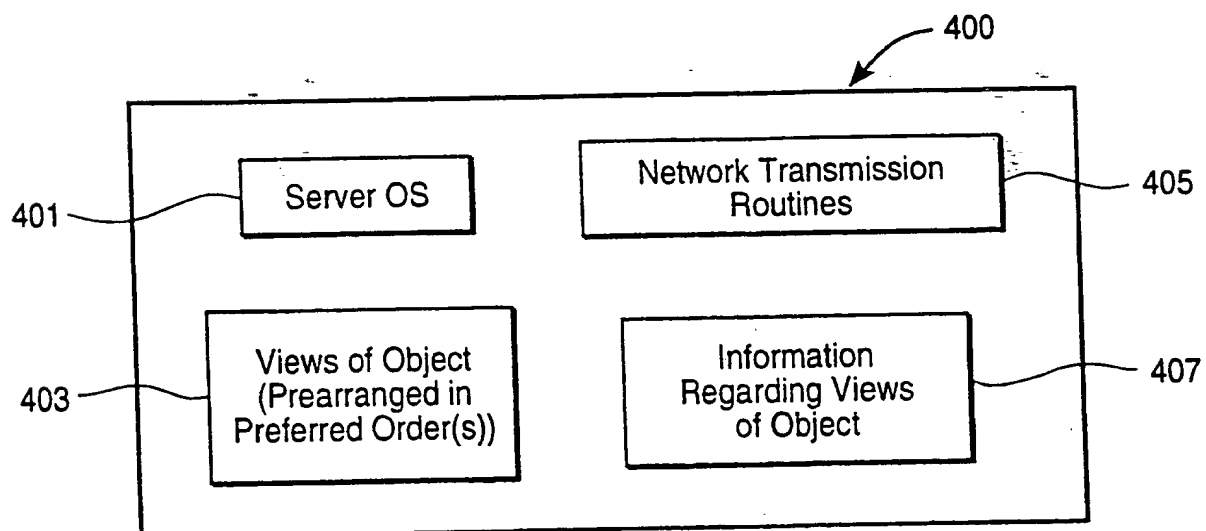 400
Server OS
401
Network Transmission
Routines
405
Views of Object
(Prearranged in
Preferred Order(s))
403
Information
Regarding Views
of Object
407